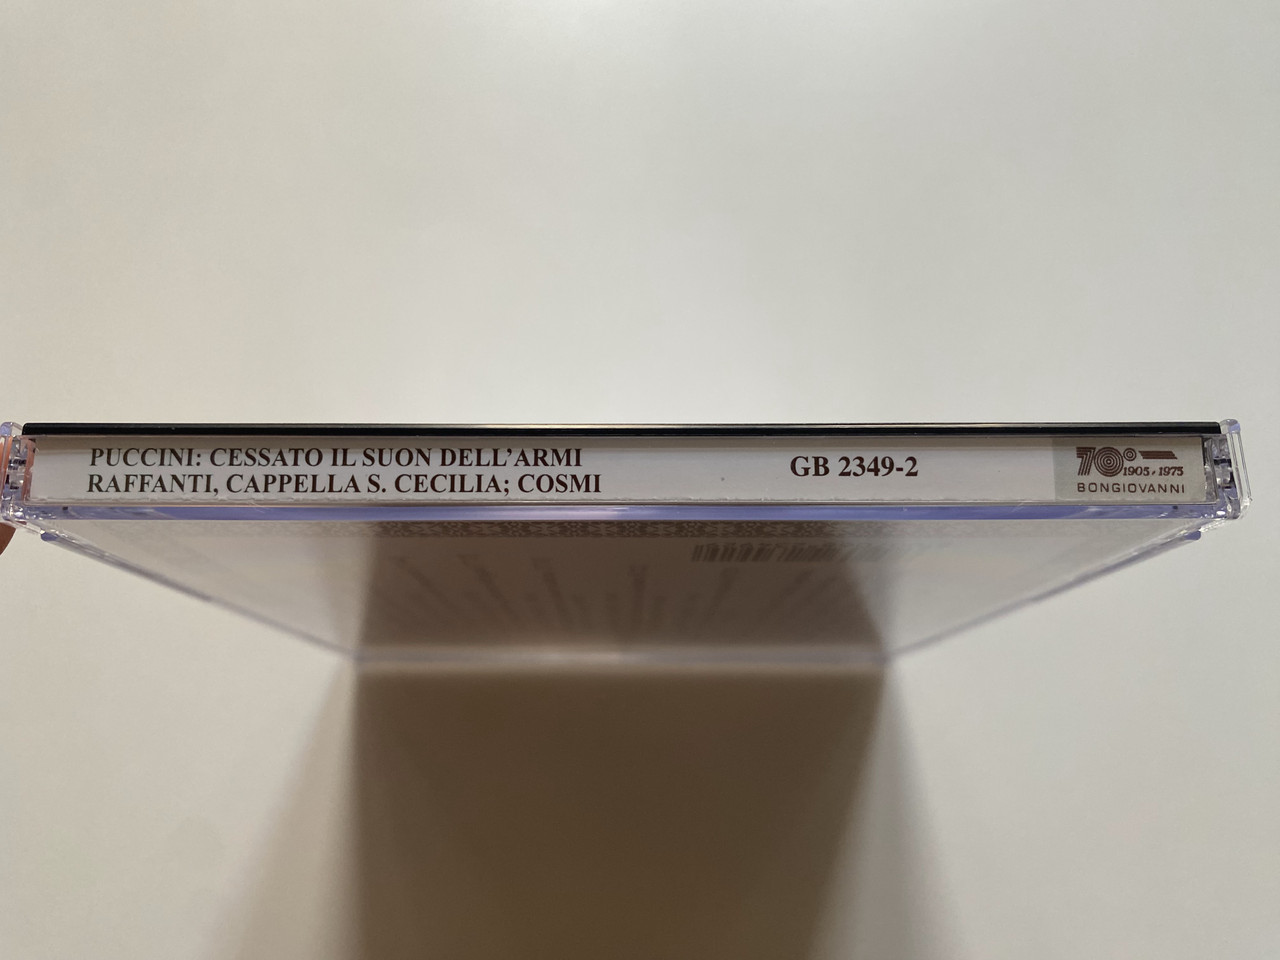 PUCCINI: CESSATO IL SUON DELL'ARMI
RAFFANTI, CAPPELLA S. CECILIA; COSMI
GB 2349-2
70°
1905 • 1975
BONGIOVANNI